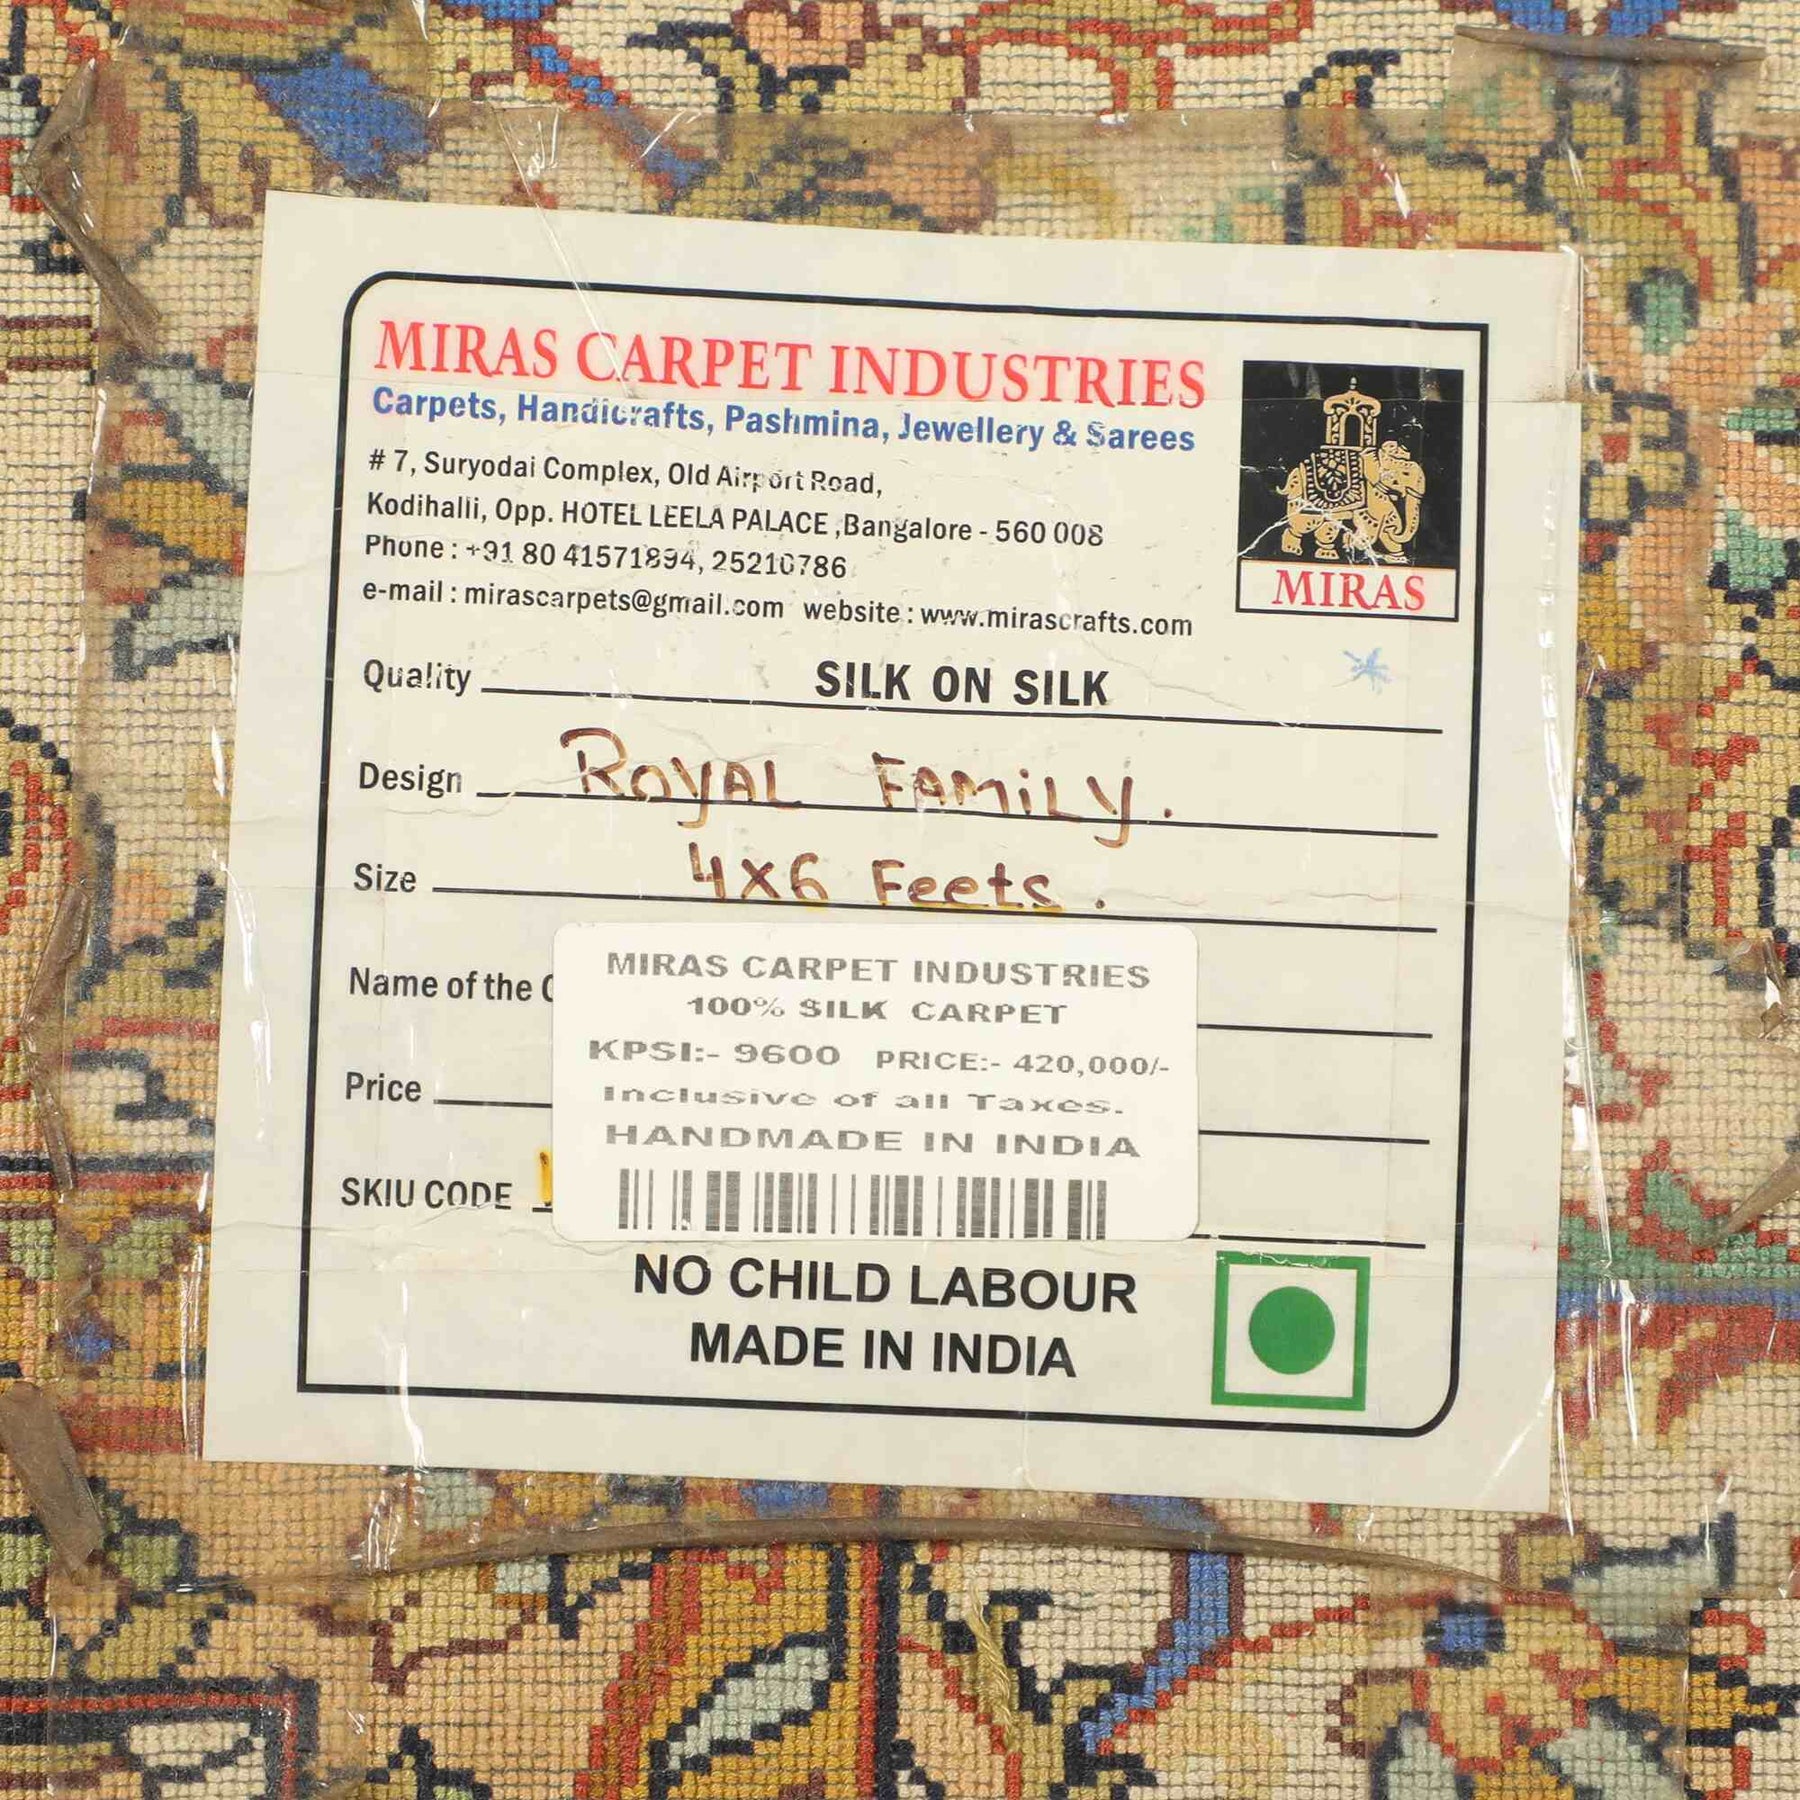 MIRAS CARPET INDUSTRIES
Carpets, Handicrafts, Pashmina, Jewellery & Sarees
# 7, Suryodai Complex, Old Airport Road,
Kodihalli, Opp. HOTEL LEELA PALACE ,Bangalore - 560 008
Phone : +91 80 41571894, 25210786
e-mail : mirascarpets@gmail.com website : www.mirascrafts.com
MIRAS
Quality SILK ON SILK
Design ROYAL FAMiLY.
Size 4x6 Feets.
Name of the
Price
SKIU CODE
MIRAS CARPET INDUSTRIES
100% SILK CARPET
KPSI:- 9600 PRICE:- 420,000/-
Inclusive of all Taxes.
HANDMADE IN INDIA
NO CHILD LABOUR
MADE IN INDIA